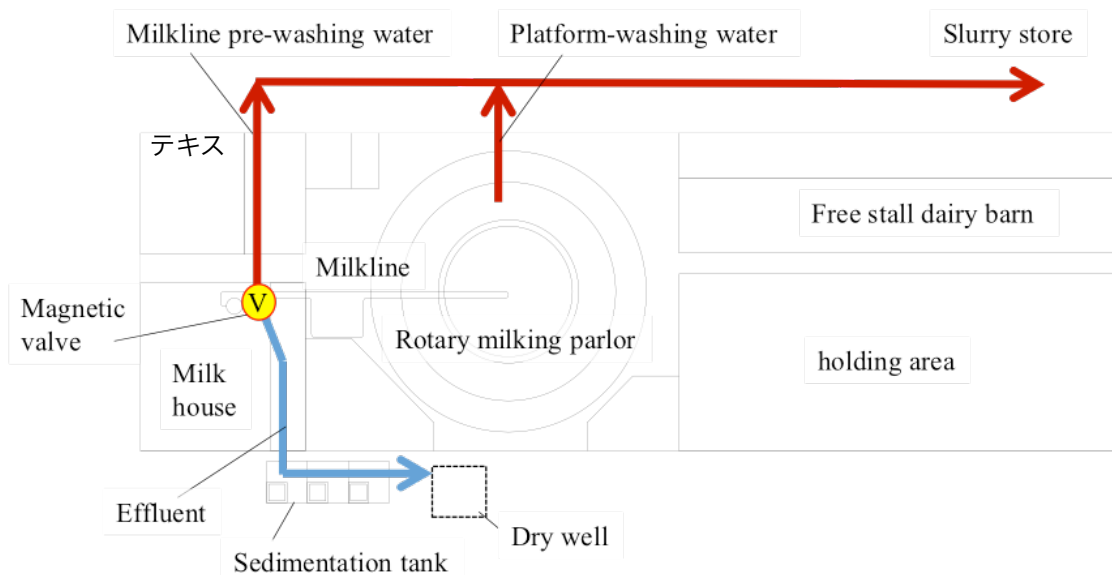 Milkline pre-washing water
Platform-washing water
Slurry store
テキス
Free stall dairy barn
Milkline
Magnetic
valve
V
Rotary milking parlor
holding area
Milk
house
Effluent
Dry well
Sedimentation tank